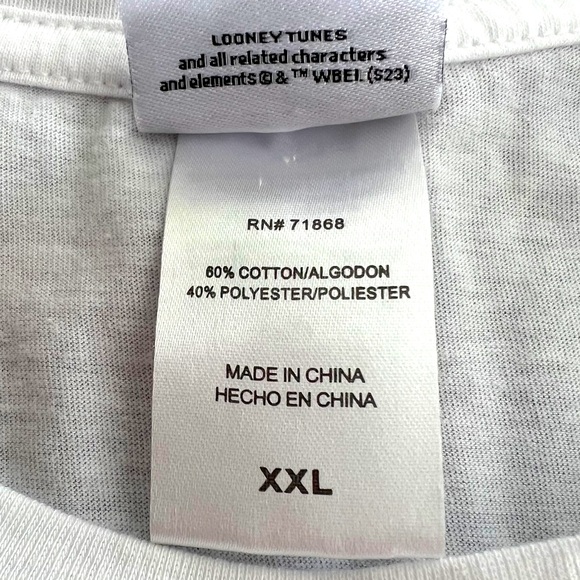 LOONEY TUNES
and all related characters
and elements © & ™ WBEI. (s23)
RN# 71868
60% COTTON/ALGODON
40% POLYESTER/POLIESTER
MADE IN CHINA
HECHO EN CHINA
XXL